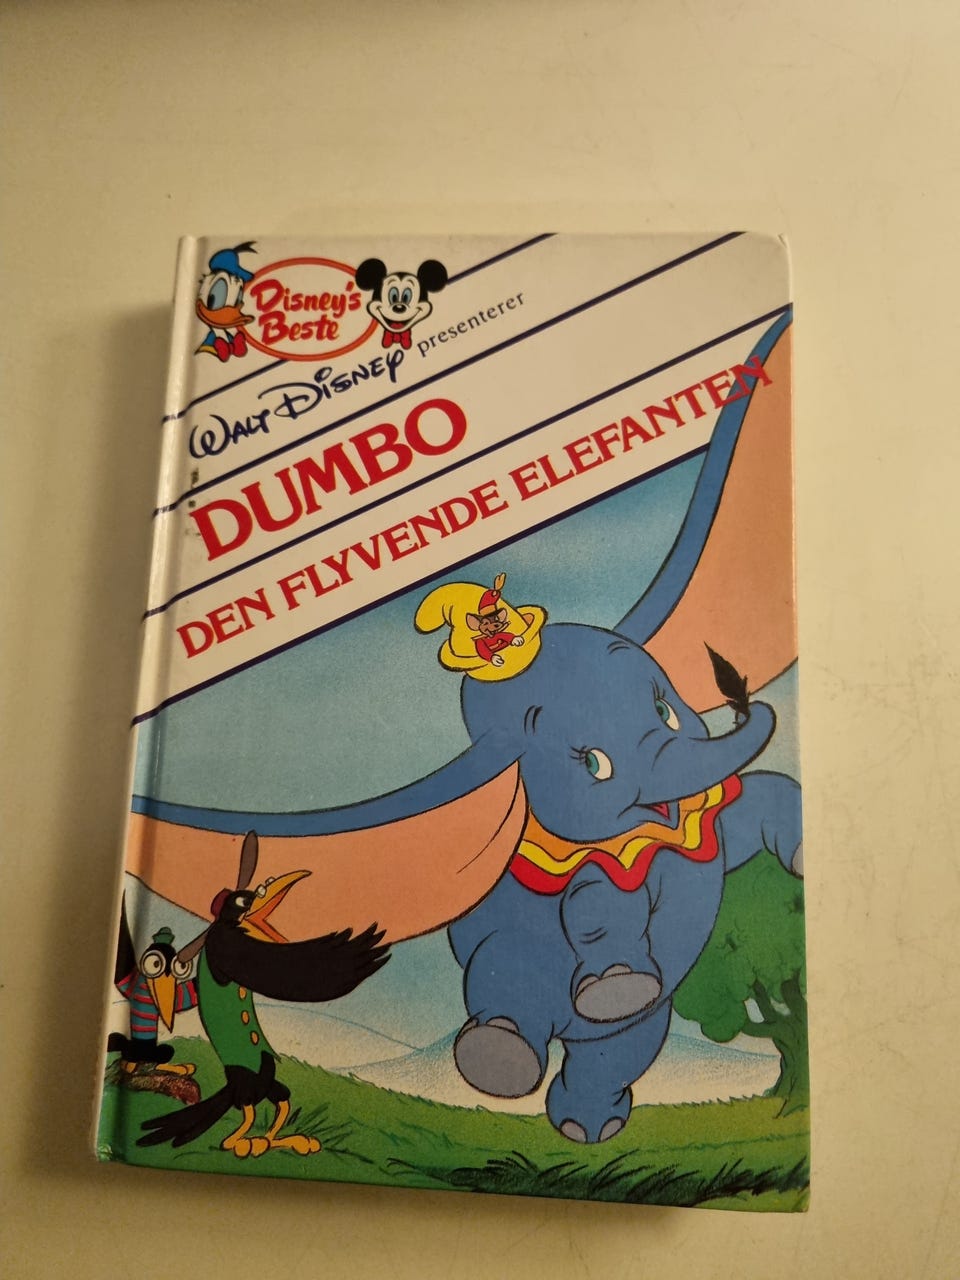 Disney's
Beste
WALT DISNEY presenterer
DUMBO
DEN FLYVENDE ELEFANTEN